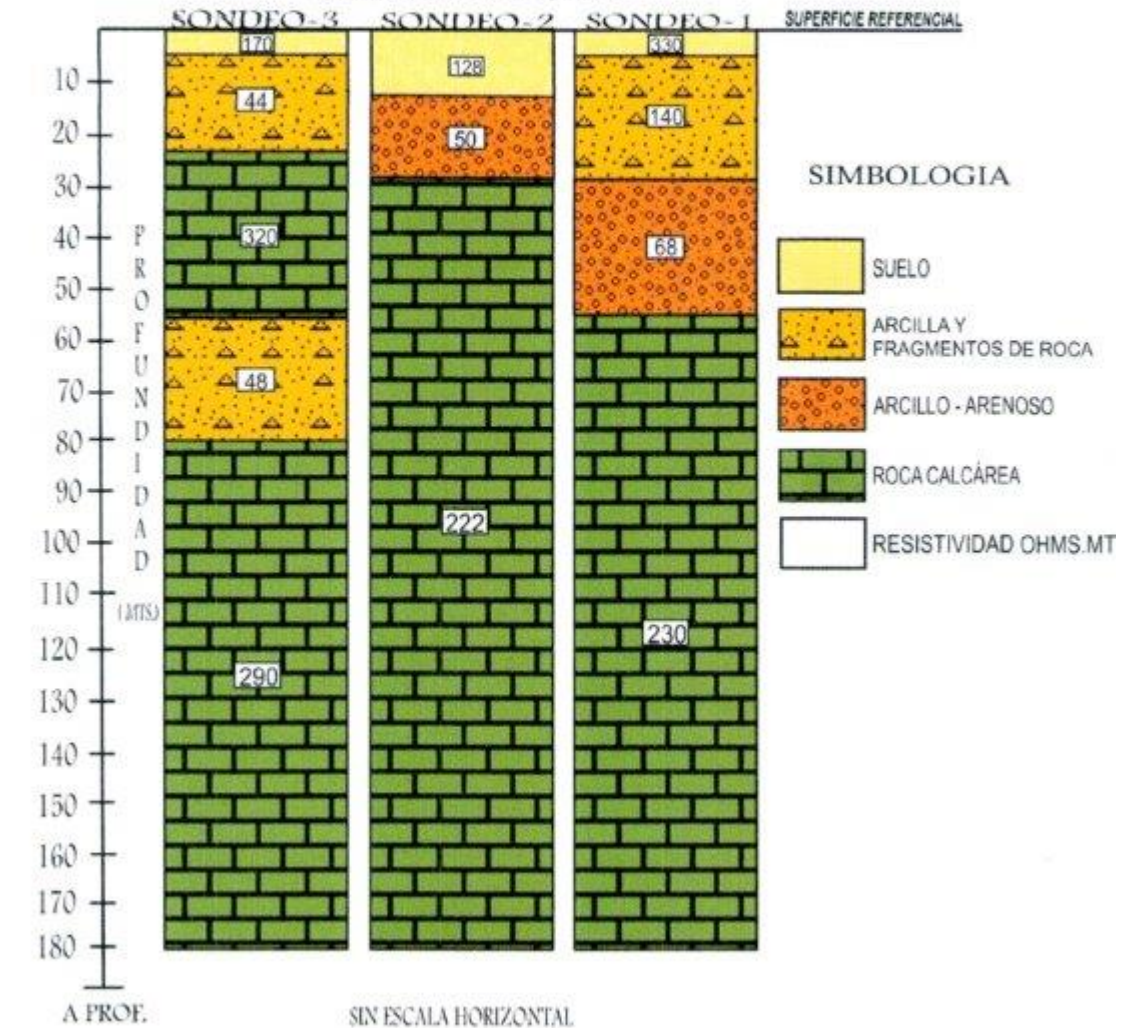 SONDEO-3 SONDEO-2 SONDEO-1 SUPERFICIE REFERENCIAL
170
128
330
10
44
140
20
50
SIMBOLOGIA
30
320
40
68
SUELO
50
60
ARCILLA Y
FRAGMENTOS DE ROCA
70
48
ARCILLO - ARENOSO
80
ROCA CALCÁREA
90
222
100
RESISTIVIDAD OHMS.MT
110
PROFUNDIDAD
(MTS.)
120
230
290
130
140
150
160
170
180
A PROF.
SIN ESCALA HORIZONTAL